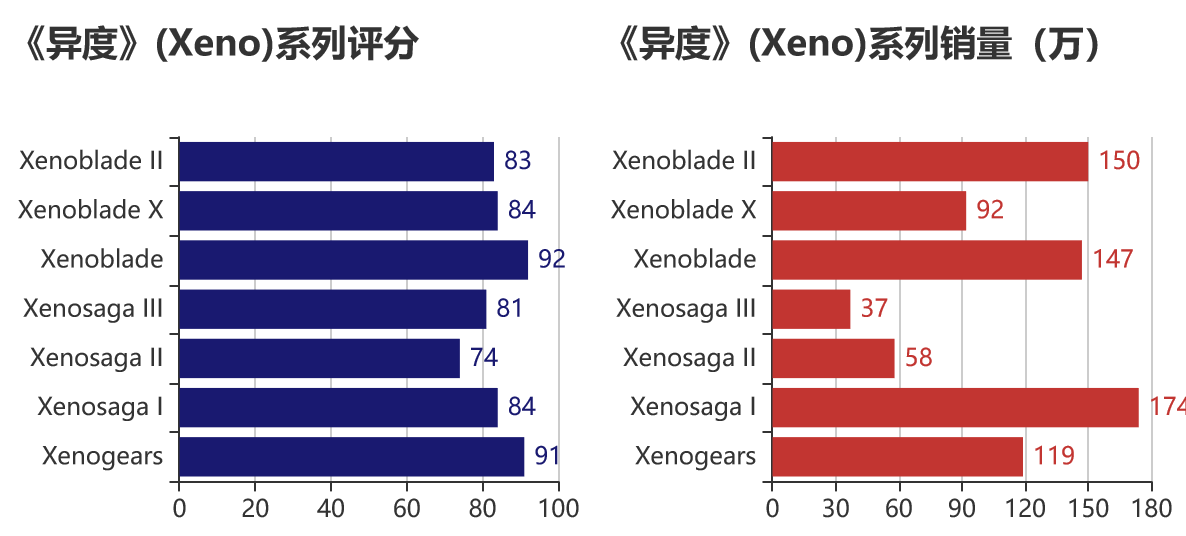 《异度》(Xeno)系列评分
Xenoblade II 83
Xenoblade X 84
Xenoblade 92
Xenosaga III 81
Xenosaga II 74
Xenosaga I 84
Xenogears 91
0 20 40 60 80 100
《异度》(Xeno)系列销量（万）
Xenoblade II 150
Xenoblade X 92
Xenoblade 147
Xenosaga III 37
Xenosaga II 58
Xenosaga I 174
Xenogears 119
0 30 60 90 120 150 180